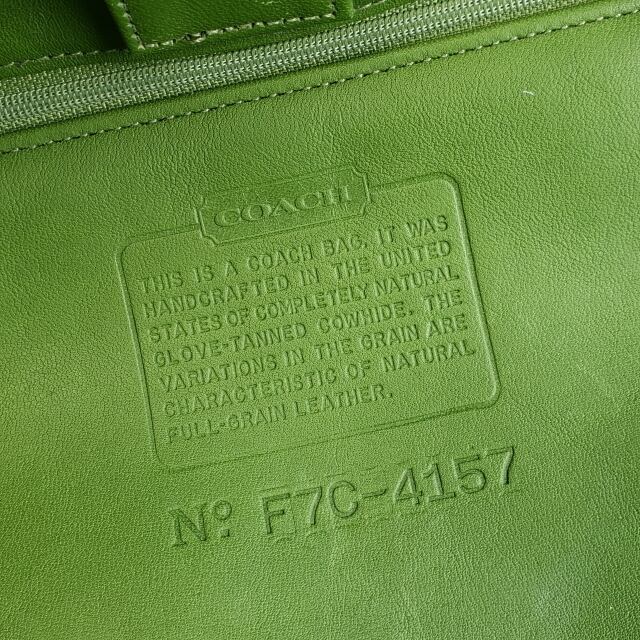 COACH
THIS IS A COACH BAG. IT WAS
HANDCRAFTED IN THE UNITED
STATES OF COMPLETELY NATURAL
GLOVE-TANNED COWHIDE. THE
VARIATIONS IN THE GRAIN ARE
CHARACTERISTIC OF NATURAL
FULL-GRAIN LEATHER.
Nº F7C-4157